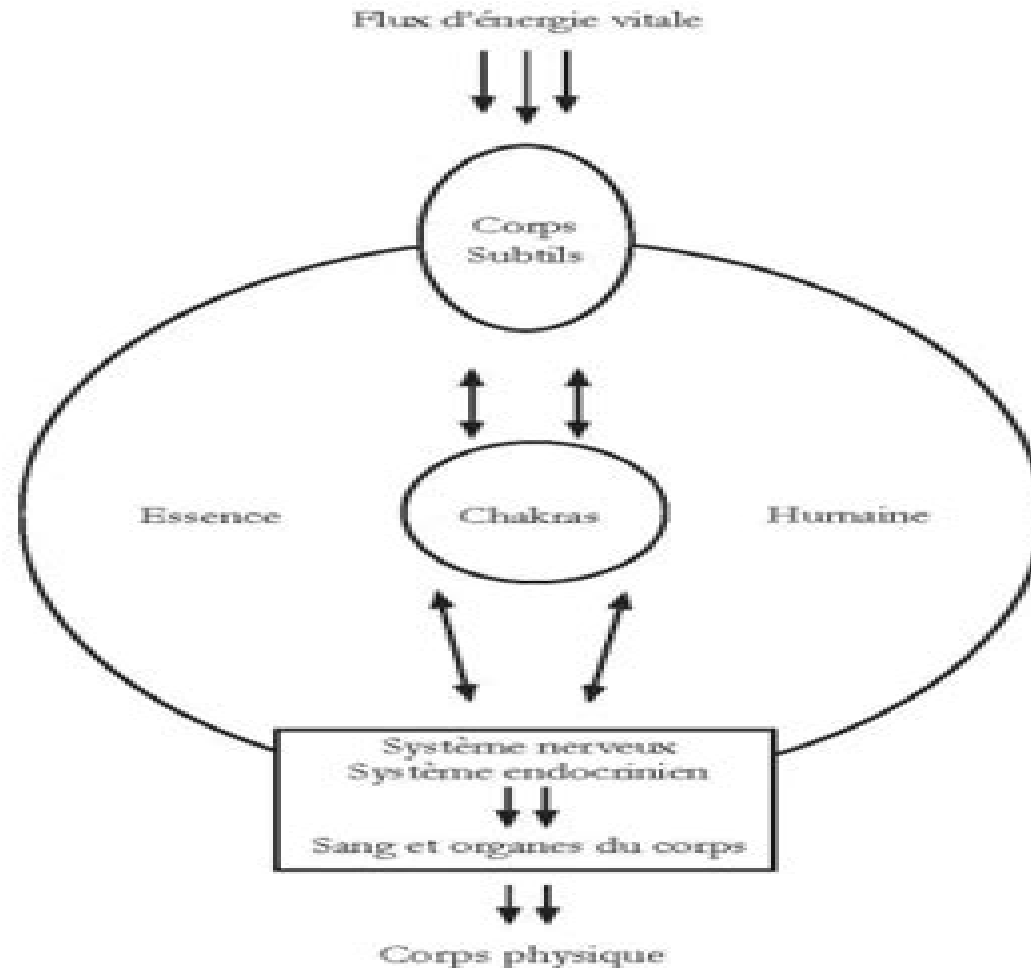 Flux d'énergie vitale
Corps
Subtils
Essence
Chakras
Humaine
Système nerveux
Système endocrinien
Sang et organes du corps
Corps physique